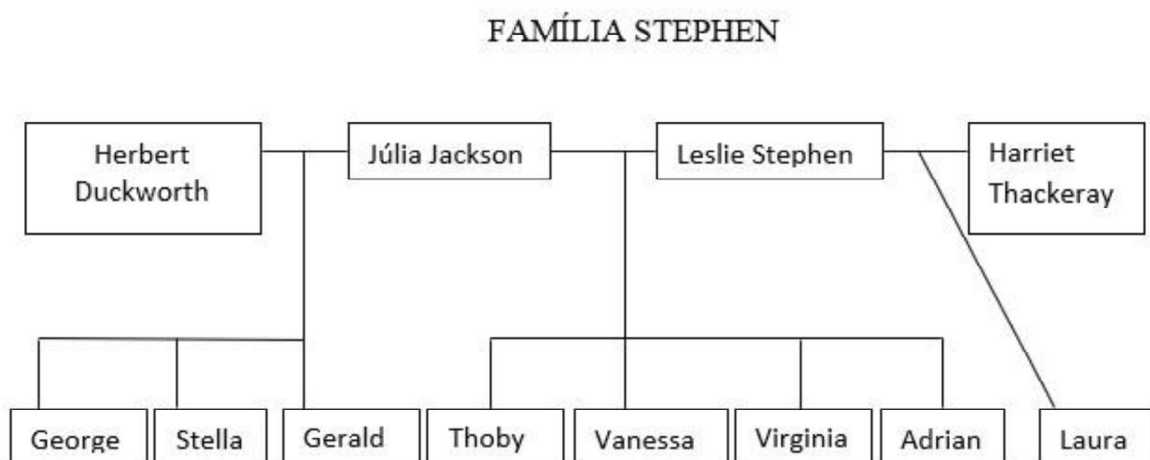 FAMÍLIA STEPHEN
Herbert
Duckworth
Júlia Jackson
Leslie Stephen
Harriet
Thackeray
George
Stella
Gerald
Thoby
Vanessa
Virginia
Adrian
Laura